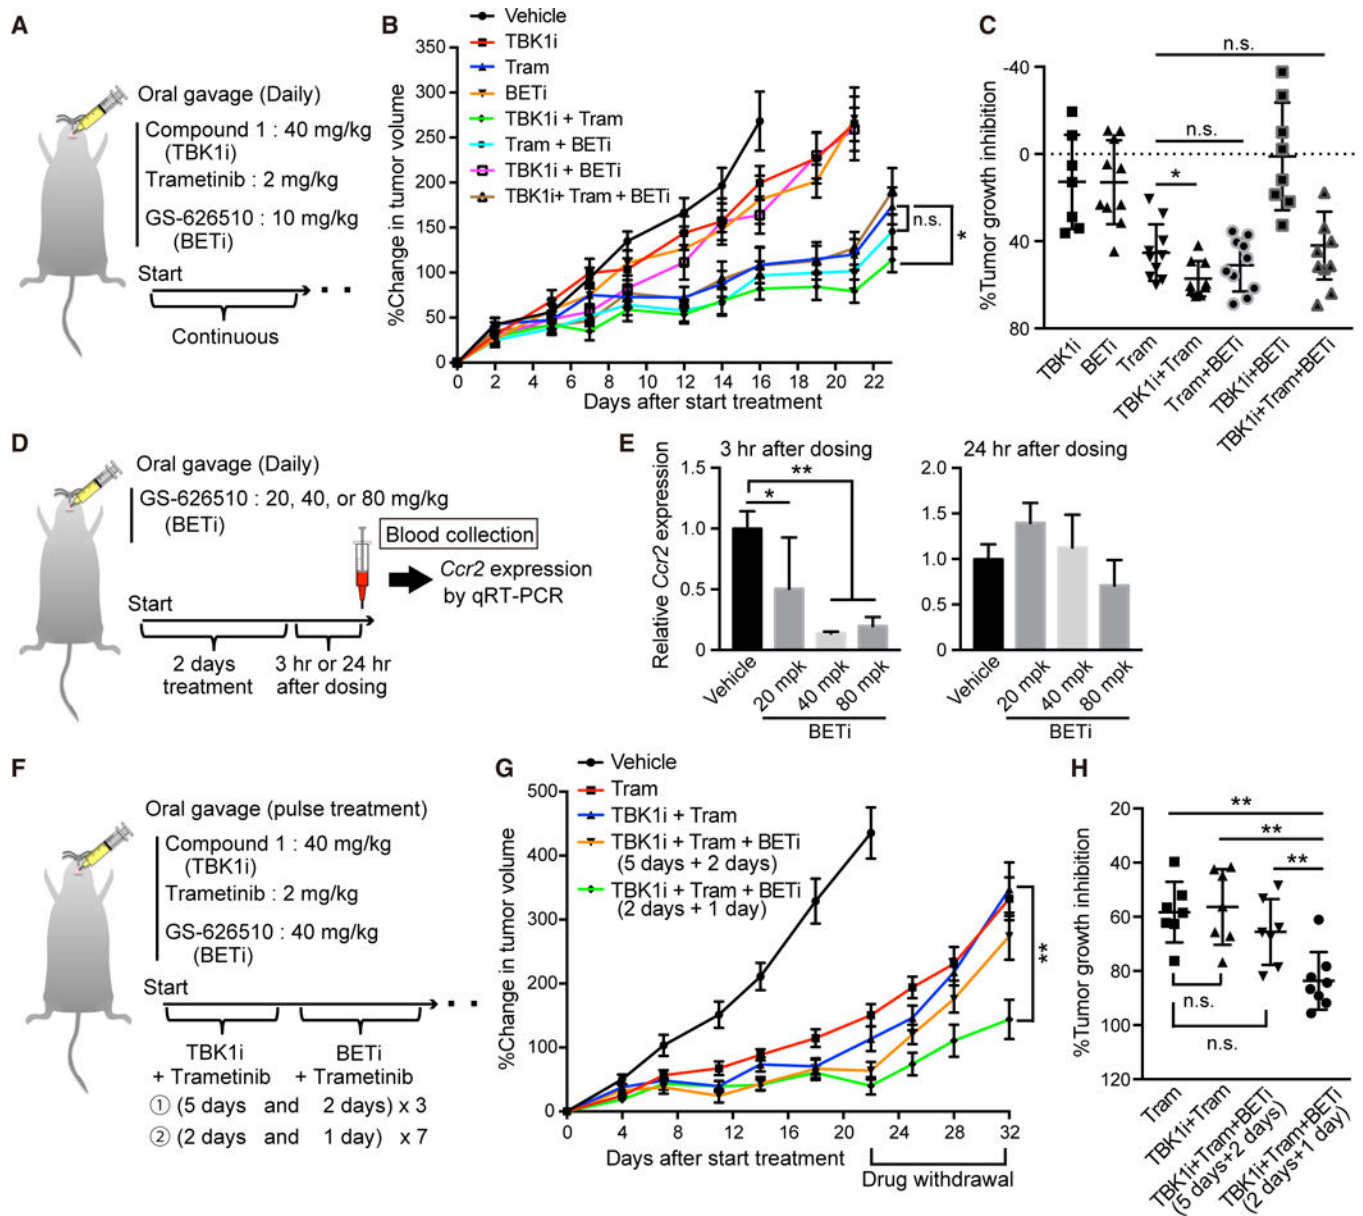 A
Oral gavage (Daily)
Compound 1 : 40 mg/kg
(TBK1i)
Trametinib : 2 mg/kg
GS-626510 : 10 mg/kg
(BETi)
Start
Continuous
B
Vehicle
TBK1i
Tram
BETi
TBK1i + Tram
Tram + BETi
TBK1i + BETi
TBK1i+ Tram + BETi
%Change in tumor volume
350
300
250
200
150
100
50
0
n.s.
*
0 2 4 6 8 10 12 14 16 18 20 22
Days after start treatment
C
n.s.
n.s.
*
%Tumor growth inhibition
-40
0
40
80
TBK1i
BETi
Tram
TBK1i+Tram
Tram+BETi
TBK1i+BETi
TBK1i+Tram+BETi
D
Oral gavage (Daily)
GS-626510 : 20, 40, or 80 mg/kg
(BETi)
Blood collection
Ccr2 expression
by qRT-PCR
Start
2 days
treatment
3 hr or 24 hr
after dosing
E
3 hr after dosing
Relative Ccr2 expression
1.5
1.0
0.5
0
**
*
Vehicle
20 mpk
40 mpk
80 mpk
BETi
24 hr after dosing
2.0
1.5
1.0
0.5
0
Vehicle
20 mpk
40 mpk
80 mpk
BETi
F
Oral gavage (pulse treatment)
Compound 1 : 40 mg/kg
(TBK1i)
Trametinib : 2 mg/kg
GS-626510 : 40 mg/kg
(BETi)
Start
TBK1i BETi
+ Trametinib + Trametinib
① (5 days and 2 days) x 3
② (2 days and 1 day) x 7
G
Vehicle
Tram
TBK1i + Tram
TBK1i + Tram + BETi
(5 days + 2 days)
TBK1i + Tram + BETi
(2 days + 1 day)
%Change in tumor volume
500
400
300
200
100
0
**
0 4 8 12 16 20 24 28 32
Days after start treatment
Drug withdrawal
H
**
**
**
%Tumor growth inhibition
20
40
60
80
100
120
n.s.
n.s.
Tram
TBK1i+Tram
TBK1i+Tram+BETi
(5 days+2 days)
TBK1i+Tram+BETi
(2 days+1 day)